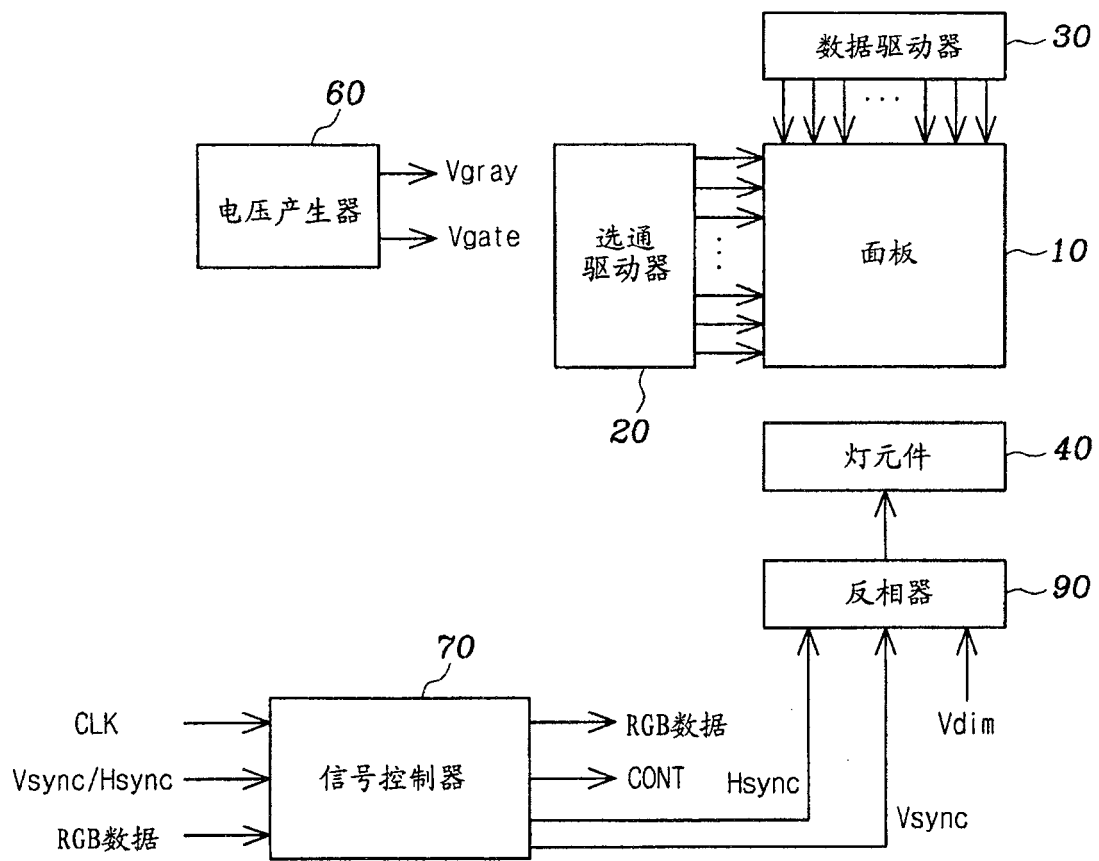 数据驱动器
30
60
电压产生器
Vgray
Vgate
选通
驱动器
20
面板
10
灯元件
40
反相器
90
Vdim
70
CLK
Vsync/Hsync
RGB数据
信号控制器
RGB数据
CONT
Hsync
Vsync